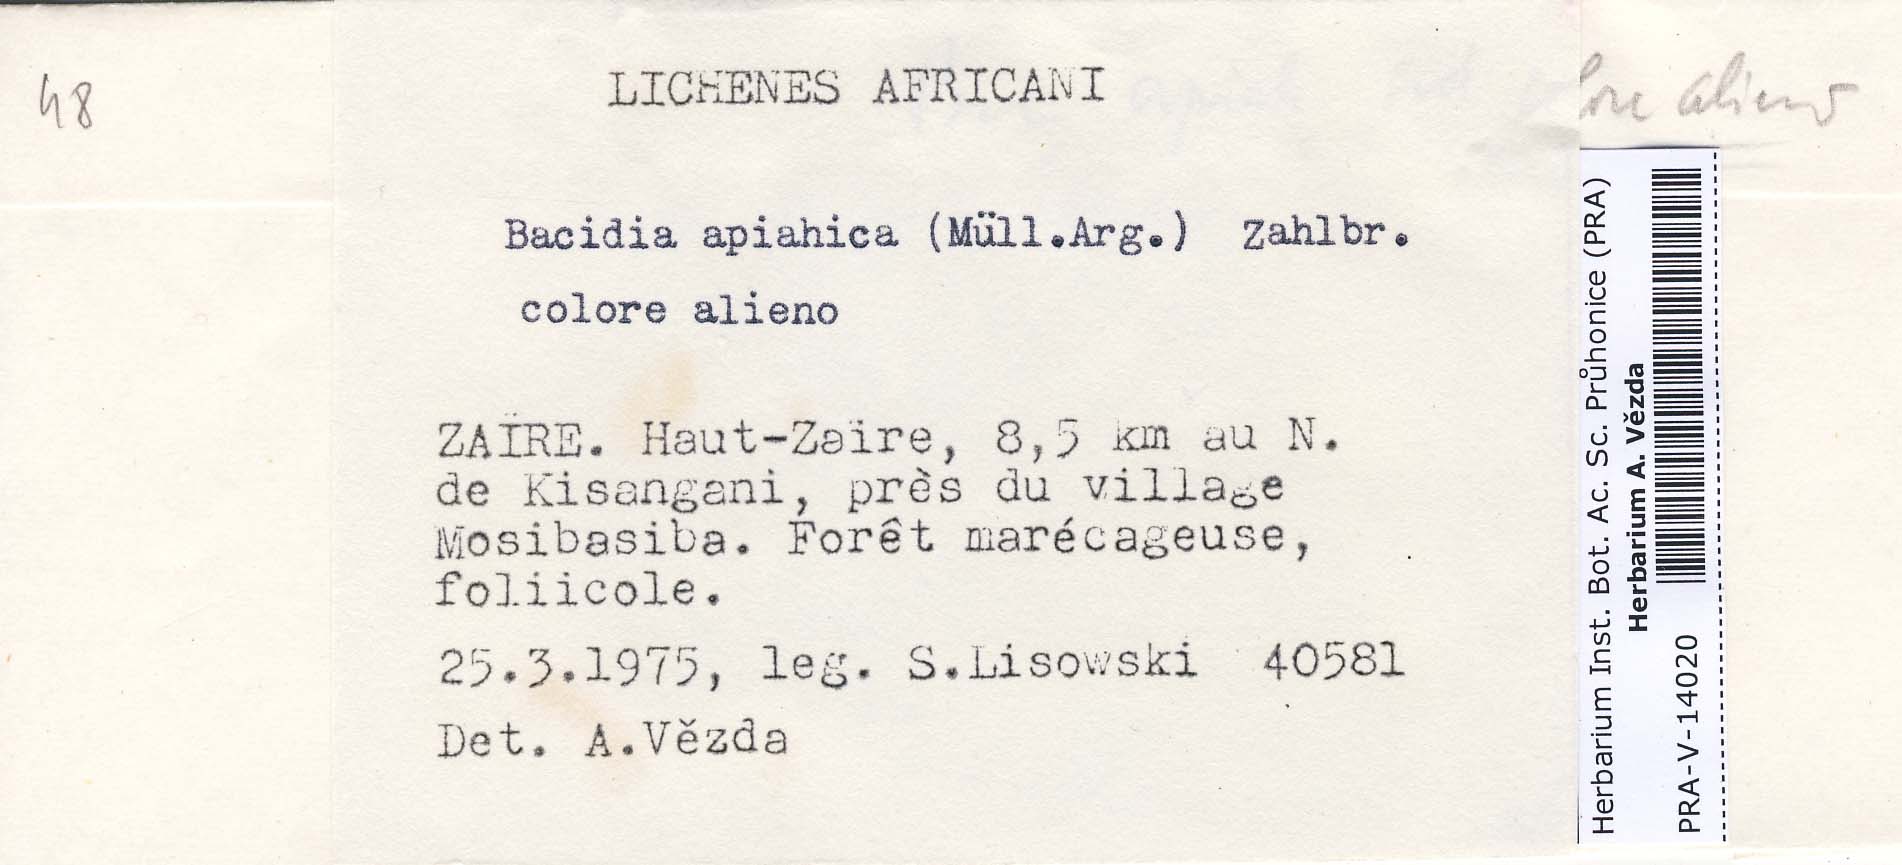 48
LICHENES AFRICANI
Bacidia apiahica (Müll.Arg.) Zahlbr.
colore alieno
ZAÏRE. Haut-Zaïre, 8,5 km au N.
de Kisangani, près du village
Mosibasiba. Forêt marécageuse,
foliicole.
25.3.1975, leg. S.Lisowski 40581
Det. A.Vězda
lore alieno
Herbarium Inst. Bot. Ac. Sc. Průhonice (PRA)
Herbarium A. Vězda
PRA-V-14020